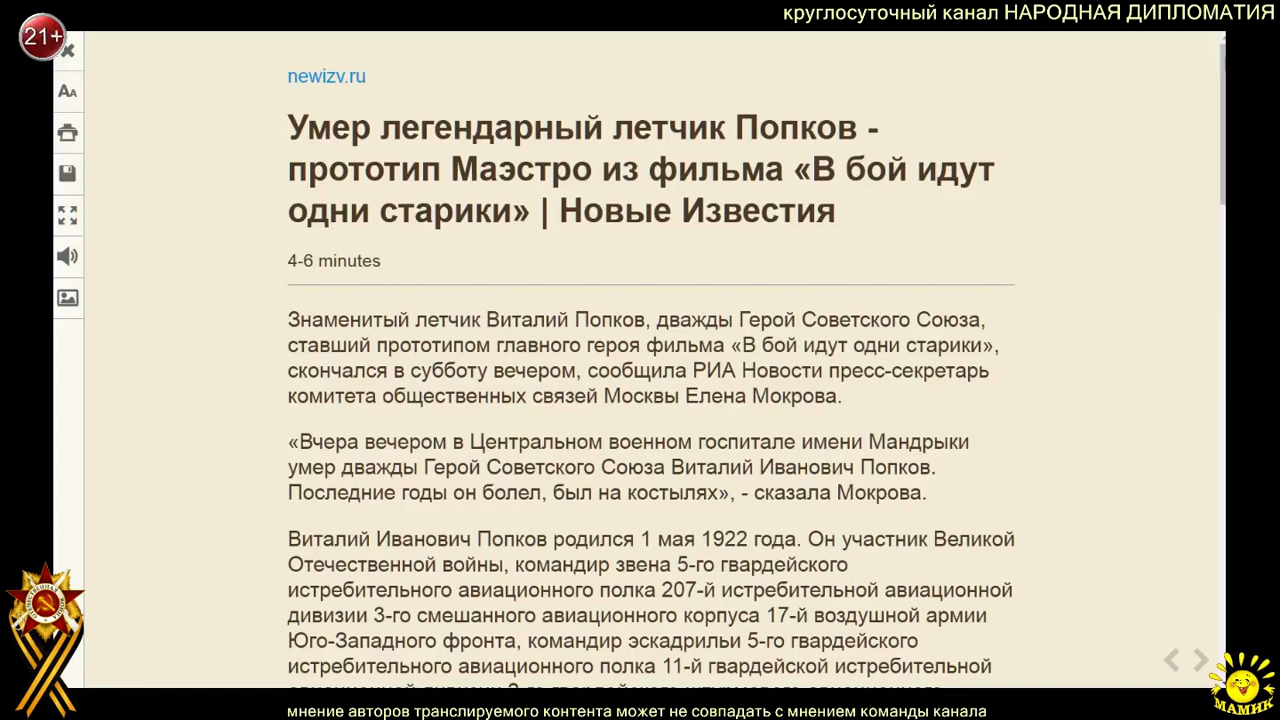 круглосуточный канал НАРОДНАЯ ДИПЛОМАТИЯ
21+
newizv.ru
Умер легендарный летчик Попков -
прототип Маэстро из фильма «В бой идут
одни старики» | Новые Известия
4-6 minutes
Знаменитый летчик Виталий Попков, дважды Герой Советского Союза,
ставший прототипом главного героя фильма «В бой идут одни старики»,
скончался в субботу вечером, сообщила РИА Новости пресс-секретарь
комитета общественных связей Москвы Елена Мокрова.
«Вчера вечером в Центральном военном госпитале имени Мандрыки
умер дважды Герой Советского Союза Виталий Иванович Попков.
Последние годы он болел, был на костылях», - сказала Мокрова.
Виталий Иванович Попков родился 1 мая 1922 года. Он участник Великой
Отечественной войны, командир звена 5-го гвардейского
истребительного авиационного полка 207-й истребительной авиационной
дивизии 3-го смешанного авиационного корпуса 17-й воздушной армии
Юго-Западного фронта, командир эскадрильи 5-го гвардейского
истребительного авиационного полка 11-й гвардейской истребительной
МАМИК
мнение авторов транслируемого контента может не совпадать с мнением команды канала